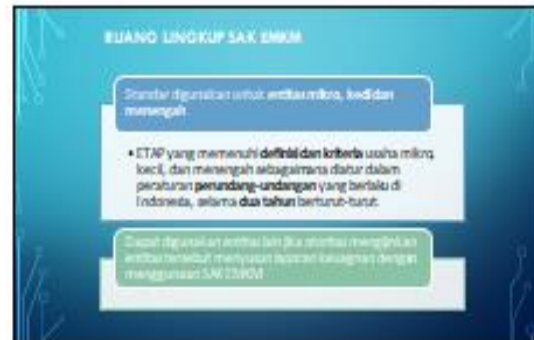 RUANG LINGKUP SAK EMKM
Standar digunakan untuk entitas mikro, kecil dan
menengah
• ETAP yang memenuhi definisi dan kriteria usaha mikro,
kecil, dan menengah sebagaimana diatur dalam
peraturan perundang-undangan yang berlaku di
Indonesia, selama dua tahun berturut-turut.
Dapat digunakan entitas lain jika otoritas mengijinkan
entitas tersebut menyusun laporan keuangan dengan
menggunaan SAK EMKM